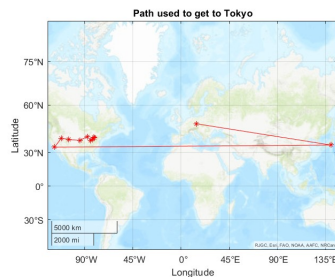 Path used to get to Tokyo
75°N
60°N
30°N
0°
30°S
Latitude
5000 km
2000 mi
90°W
45°W
0°
45°E
90°E
135°E
Longitude